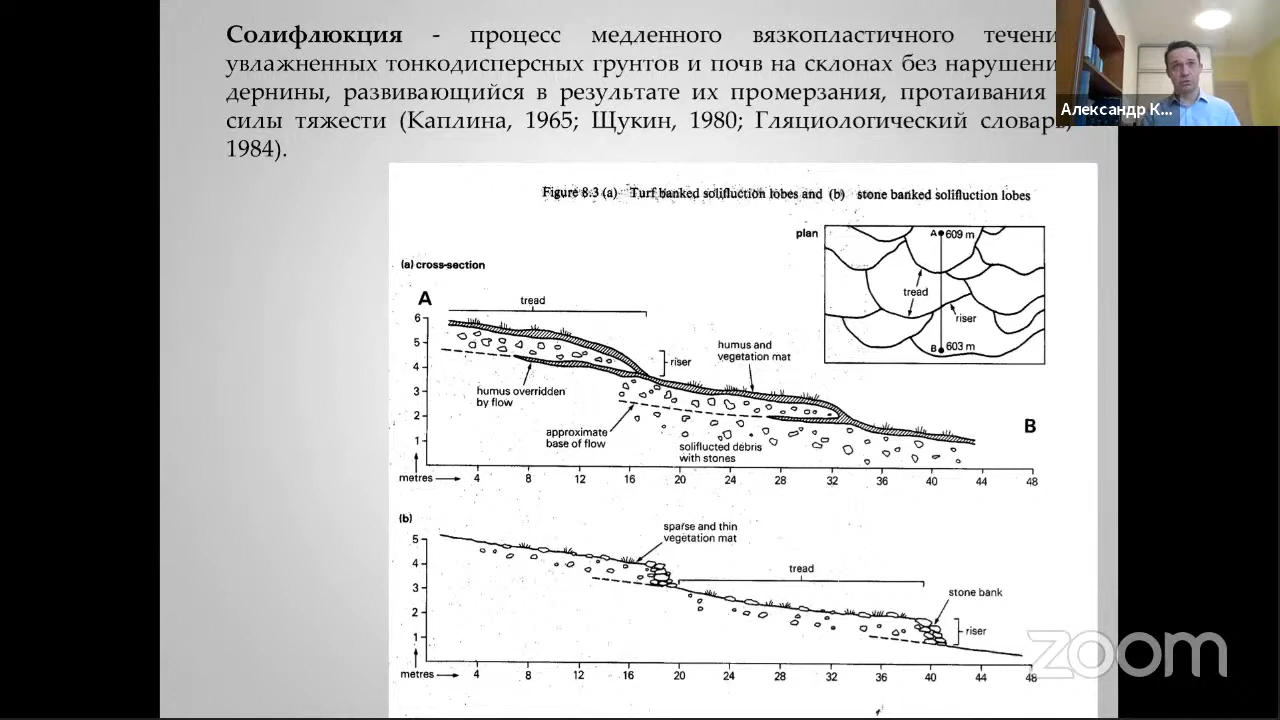 Солифлюкция - процесс медленного вязкопластичного течени
увлажненных тонкодисперсных грунтов и почв на склонах без нарушени
дернины, развивающийся в результате их промерзания, протаивания
силы тяжести (Каплина, 1965; Щукин, 1980; Гляциологический словарь,
1984).
Александр К...
Figure 8.3 (a) Turf banked solifluction lobes and (b) stone banked solifluction lobes
plan
A 609 m
tread
riser
B 603 m
(a) cross-section
A
tread
6
5
4
3
2
1
riser
humus and
vegetation mat
humus overridden
by flow
approximate
base of flow
soliflucted debris
with stones
B
metres
4 8 12 16 20 24 28 32 36 40 44 48
(b)
sparse and thin
vegetation mat
5
4
3
2
1
tread
stone bank
riser
metres
4 8 12 16 20 24 28 32 36 40 44 48
zoom